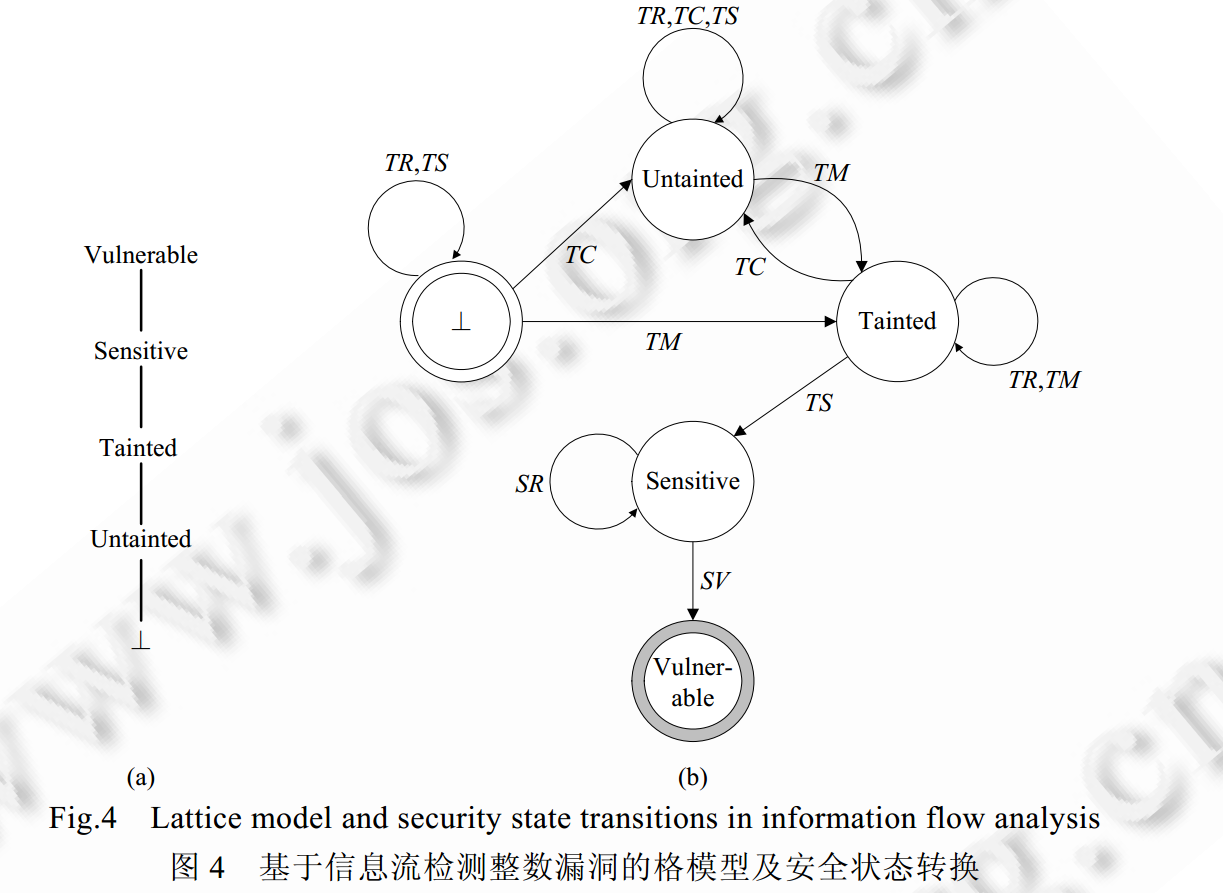 Vulnerable
Sensitive
Tainted
Untainted
⊥
(a)
TR,TC,TS
Untainted
TM
TR,TS
TC
TC
⊥
TM
Tainted
TR,TM
TS
SR
Sensitive
SV
Vulner-
able
(b)
Fig.4 Lattice model and security state transitions in information flow analysis
图 4 基于信息流检测整数漏洞的格模型及安全状态转换
www.jos.org.cn